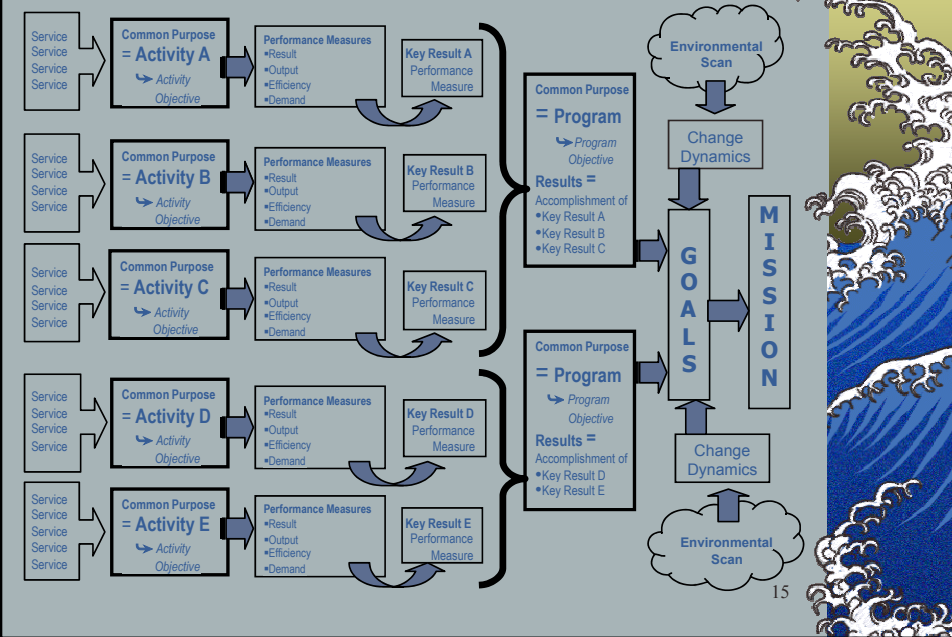 Service
Service
Service
Service
Common Purpose
= Activity A
Activity
Objective
Performance Measures
▪Result
▪Output
▪Efficiency
▪Demand
Key Result A
Performance
Measure
Service
Service
Service
Service
Common Purpose
= Activity B
Activity
Objective
Performance Measures
▪Result
▪Output
▪Efficiency
▪Demand
Key Result B
Performance
Measure
Service
Service
Service
Service
Common Purpose
= Activity C
Activity
Objective
Performance Measures
▪Result
▪Output
▪Efficiency
▪Demand
Key Result C
Performance
Measure
Common Purpose
= Program
Program
Objective
Results =
Accomplishment of
•Key Result A
•Key Result B
•Key Result C
Service
Service
Service
Service
Common Purpose
= Activity D
Activity
Objective
Performance Measures
▪Result
▪Output
▪Efficiency
▪Demand
Key Result D
Performance
Measure
Service
Service
Service
Service
Service
Common Purpose
= Activity E
Activity
Objective
Performance Measures
▪Result
▪Output
▪Efficiency
▪Demand
Key Result E
Performance
Measure
Common Purpose
= Program
Program
Objective
Results =
Accomplishment of
•Key Result D
•Key Result E
Environmental
Scan
Change
Dynamics
GOALS
MISSION
Change
Dynamics
Environmental
Scan
15